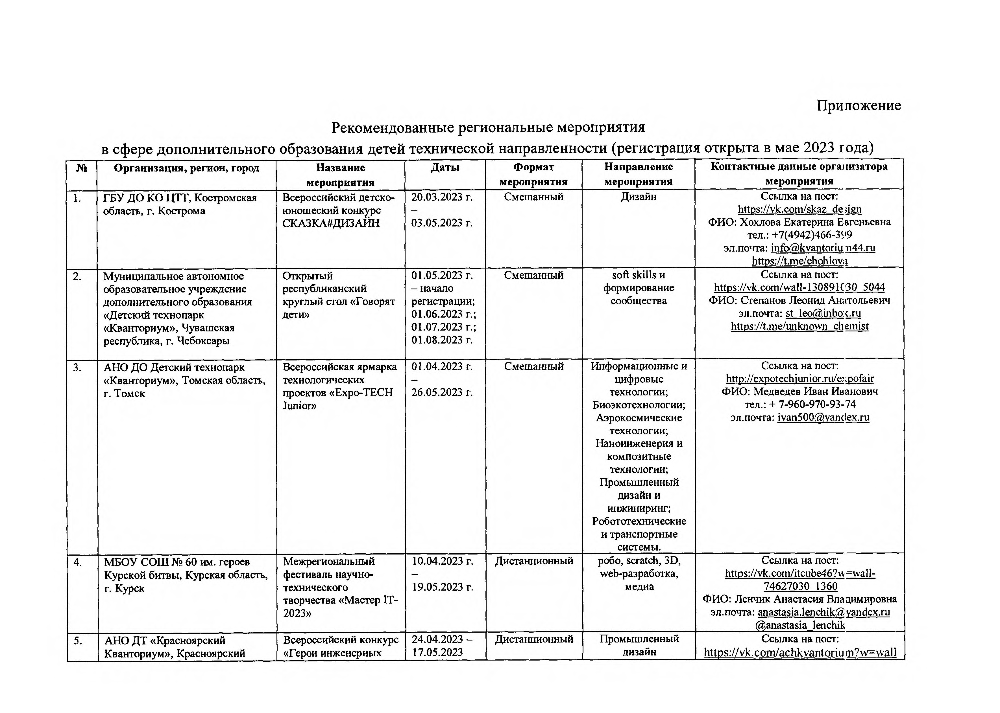 Приложение
Рекомендованные региональные мероприятия
в сфере дополнительного образования детей технической направленности (регистрация открыта в мае 2023 года)
№
Организация, регион, город
Название
мероприятия
Даты
Формат
мероприятия
Направление
мероприятия
Контактные данные организатора
мероприятия
1.
ГБУ ДО КО ЦТТ, Костромская
область, г. Кострома
Всероссийский детско-
юношеский конкурс
СКАЗКА#ДИЗАЙН
20.03.2023 г.
–
03.05.2023 г.
Смешанный
Дизайн
Ссылка на пост:
https://vk.com/skaz_design
ФИО: Хохлова Екатерина Евгеньевна
тел.: +7(4942)466-399
эл.почта: info@kvantorium44.ru
https://t.me/ehohlova
2.
Муниципальное автономное
образовательное учреждение
дополнительного образования
«Детский технопарк
«Кванториум», Чувашская
республика, г. Чебоксары
Открытый
республиканский
круглый стол «Говорят
дети»
01.05.2023 г.
– начало
регистрации;
01.06.2023 г.;
01.07.2023 г.;
01.08.2023 г.
Смешанный
soft skills и
формирование
сообщества
Ссылка на пост:
https://vk.com/wall-130891030_5044
ФИО: Степанов Леонид Анатольевич
эл.почта: st_leo@inbox.ru
https://t.me/unknown_chemist
3.
АНО ДО Детский технопарк
«Кванториум», Томская область,
г. Томск
Всероссийская ярмарка
технологических
проектов «Expo-TECH
Junior»
01.04.2023 г.
–
26.05.2023 г.
Смешанный
Информационные и
цифровые
технологии;
Биоэкотехнологии;
Аэрокосмические
технологии;
Наноинженерия и
композитные
технологии;
Промышленный
дизайн и
инжиниринг;
Робототехнические
и транспортные
системы.
Ссылка на пост:
http://expotechjunior.ru/expofair
ФИО: Медведев Иван Иванович
тел.: + 7-960-970-93-74
эл.почта: ivan500@yandex.ru
4.
МБОУ СОШ № 60 им. героев
Курской битвы, Курская область,
г. Курск
Межрегиональный
фестиваль научно-
технического
творчества «Мастер IT-
2023»
10.04.2023 г.
–
19.05.2023 г.
Дистанционный
робо, scratch, 3D,
web-разработка,
медиа
Ссылка на пост:
https://vk.com/itcube46?w=wall-
74627030_1360
ФИО: Ленчик Анастасия Владимировна
эл.почта: anastasia.lenchik@yandex.ru
@anastasia_lenchik
5.
АНО ДТ «Красноярский
Кванториум», Красноярский
Всероссийский конкурс
«Герои инженерных
24.04.2023 –
17.05.2023
Дистанционный
Промышленный
дизайн
Ссылка на пост:
https://vk.com/achkvantorium?w=wall